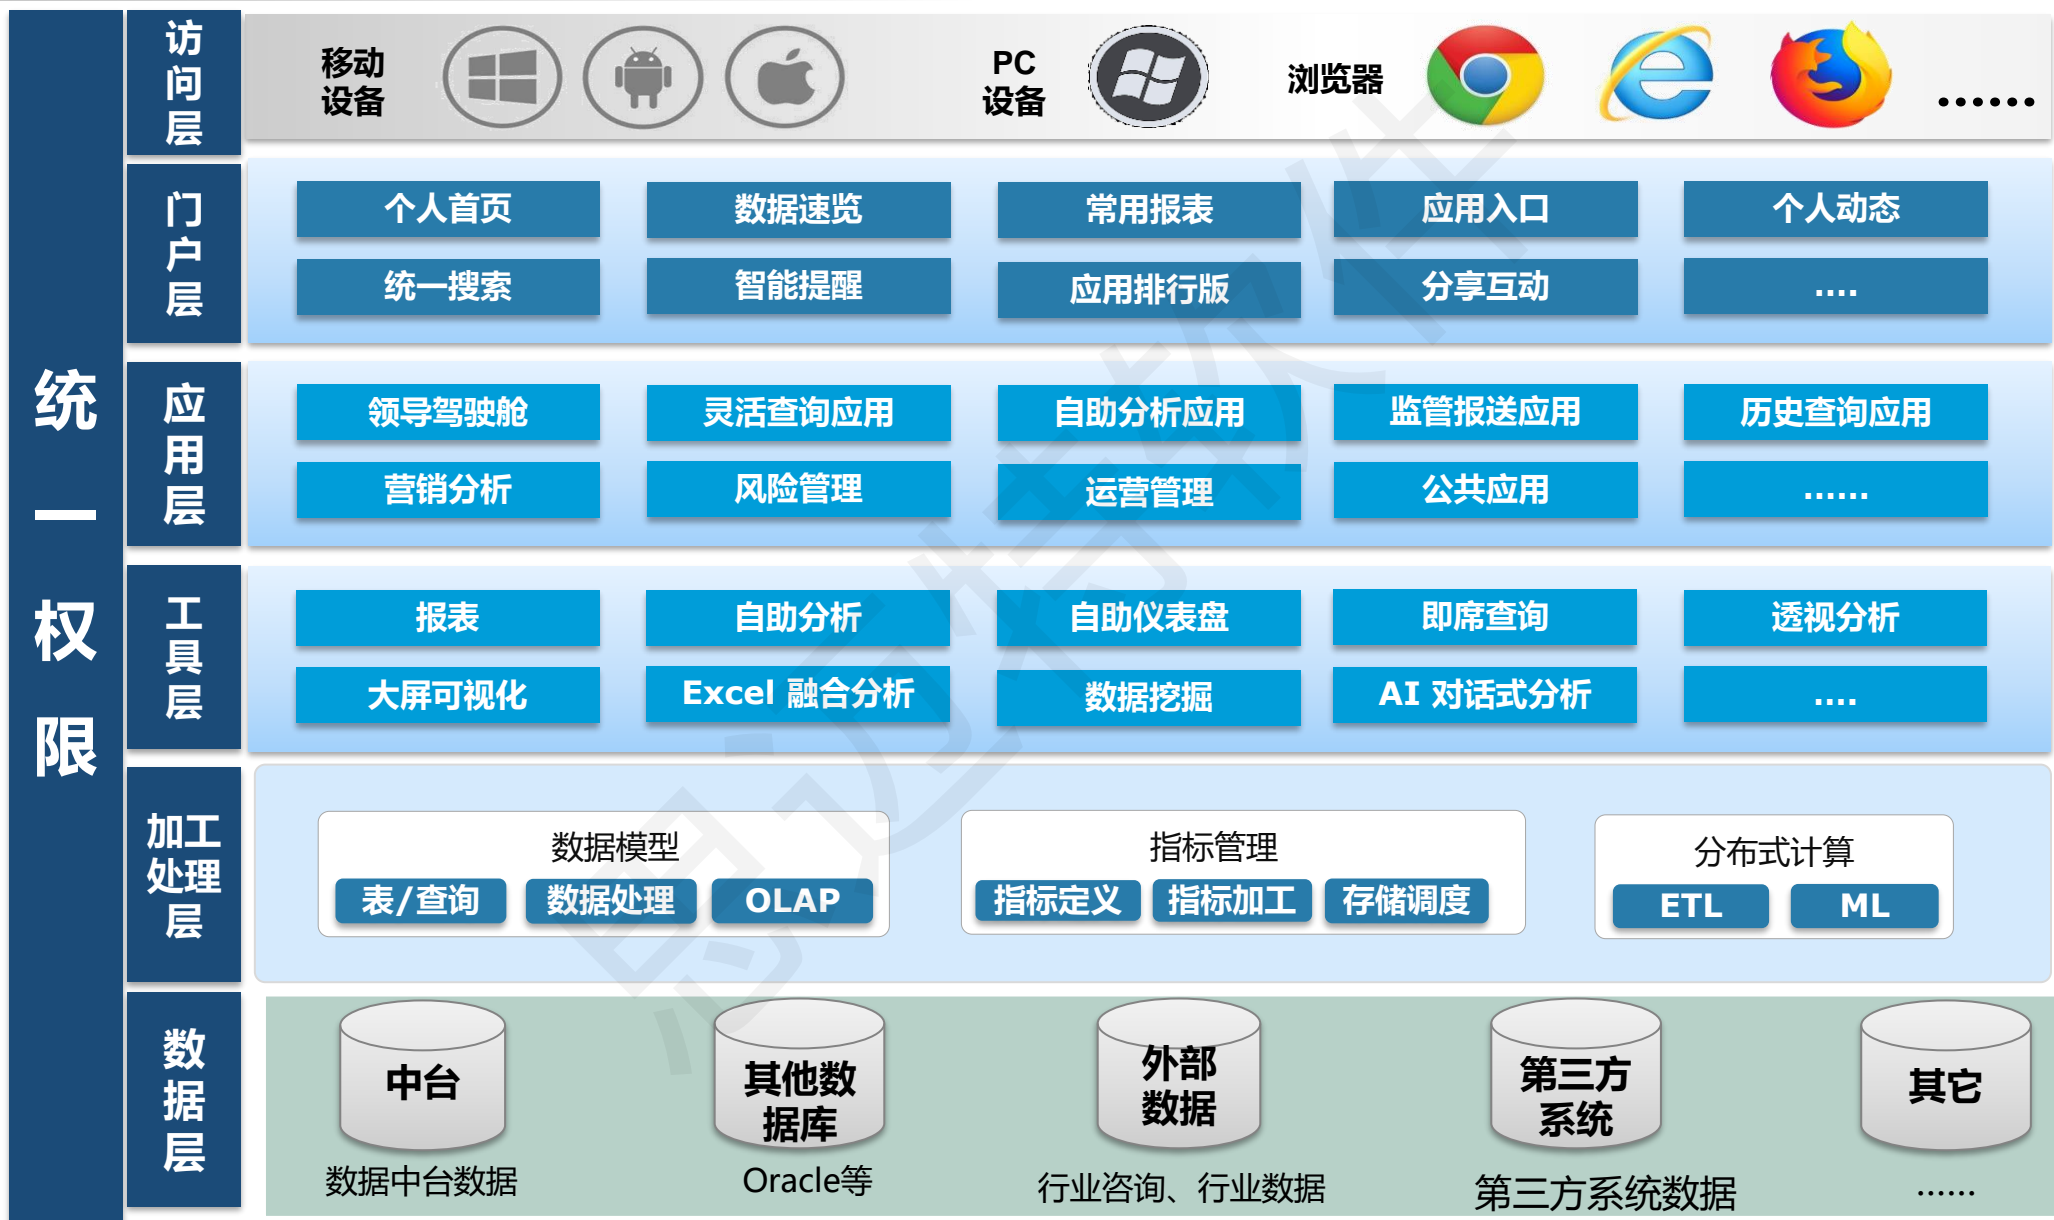 统一权限
访问层
移动
设备
PC
设备
浏览器
......
门户层
个人首页
数据速览
常用报表
应用入口
个人动态
统一搜索
智能提醒
应用排行版
分享互动
....
应用层
领导驾驶舱
灵活查询应用
自助分析应用
监管报送应用
历史查询应用
营销分析
风险管理
运营管理
公共应用
......
工具层
报表
自助分析
自助仪表盘
即席查询
透视分析
大屏可视化
Excel 融合分析
数据挖掘
AI 对话式分析
....
加工
处理
层
数据模型
表/查询
数据处理
OLAP
指标管理
指标定义
指标加工
存储调度
分布式计算
ETL
ML
数据层
中台
其他数
据库
外部
数据
第三方
系统
其它
数据中台数据
Oracle等
行业咨询、行业数据
第三方系统数据
......
思迈特软件